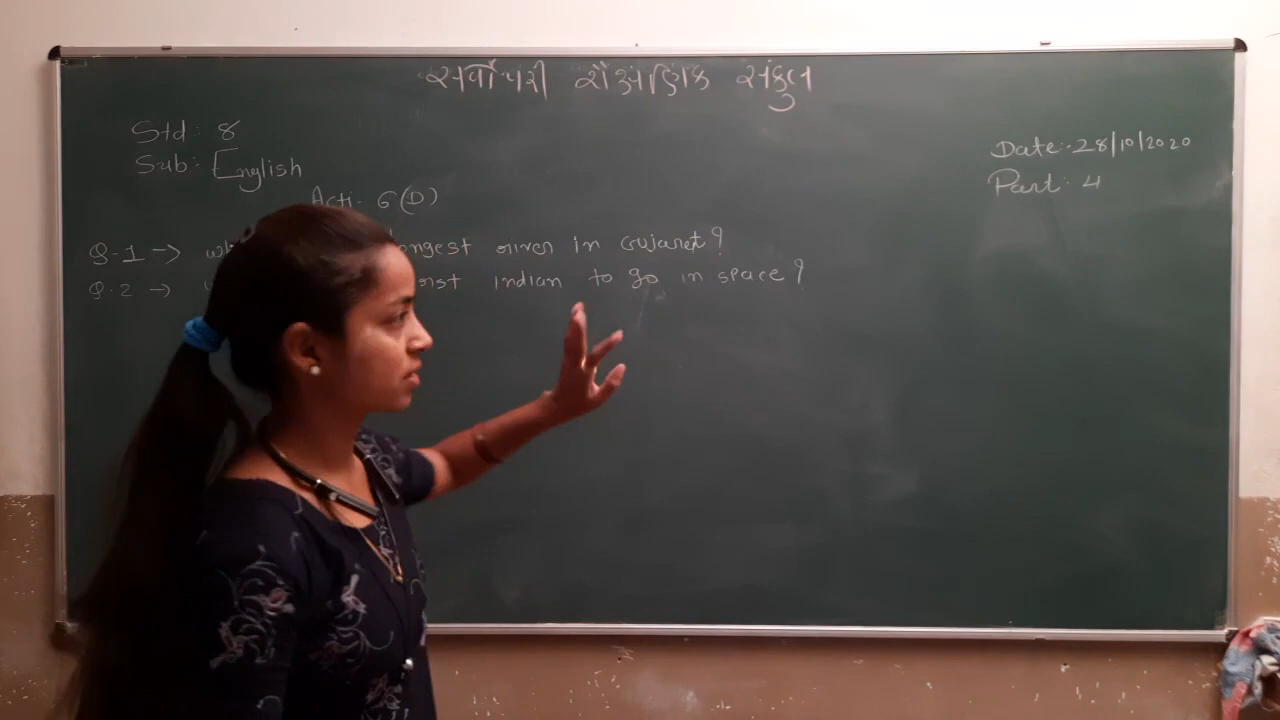 સર્વોપરી શૈક્ષણિક સંકુલ
Std: 8
Sub: English
Date:- 28/10/2020
Part: 4
Acti- 6 (D)
Q.1 → longest river in Gujarat?
Q.2 → first Indian to go in space?